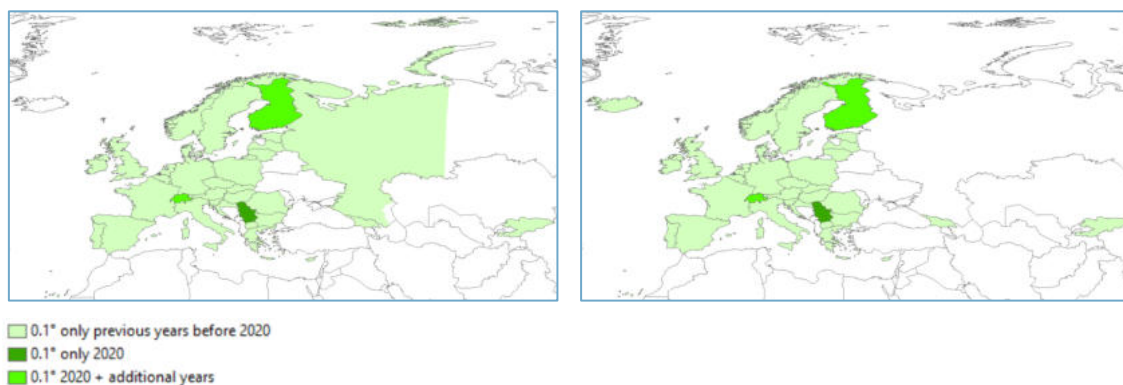 0.1° only previous years before 2020
0.1° only 2020
0.1° 2020 + additional years